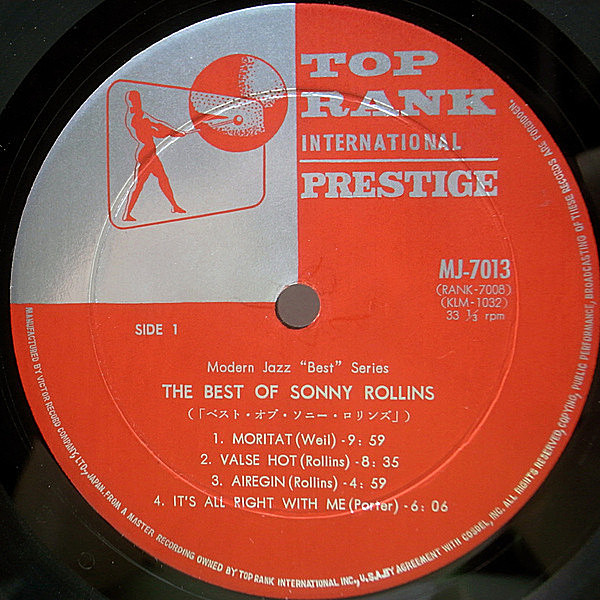 TOP
RANK
INTERNATIONAL
PRESTIGE
MJ-7013
(RANK-7008)
(KLM-1032)
33 ⅓ rpm
SIDE 1
Modern Jazz "Best" Series
THE BEST OF SONNY ROLLINS
(「ベスト・オブ・ソニー・ロリンズ」)
1. MORITAT (Weil) - 9: 59
2. VALSE HOT (Rollins) - 8: 35
3. AIREGIN (Rollins) - 4: 59
4. IT'S ALL RIGHT WITH ME (Porter) - 6: 06
MANUFACTURED BY VICTOR RECORD COMPANY, LTD., JAPAN, FROM A MASTER RECORDING OWNED BY TOP RANK INTERNATIONAL INC., U.S.A. BY AGREEMENT WITH COSDEL, INC. ALL RIGHTS RESERVED, COPYING, PUBLIC PERFORMANCE, BROADCASTING OF THESE RECORDS ARE FORBIDDEN.